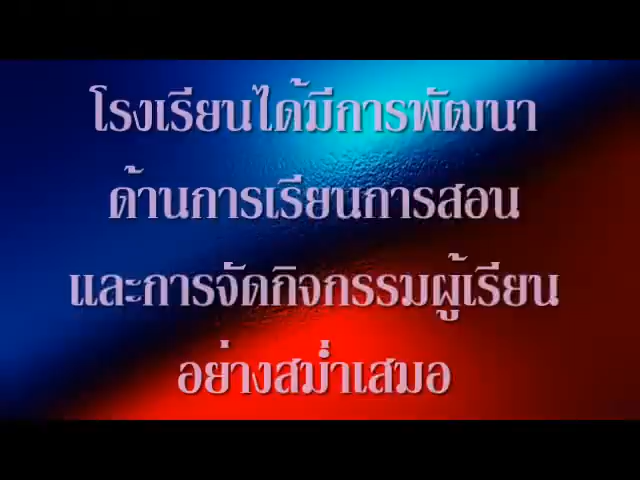 โรงเรียนได้มีการพัฒนา
ด้านการเรียนการสอน
และการจัดกิจกรรมผู้เรียน
อย่างสม่ำเสมอ